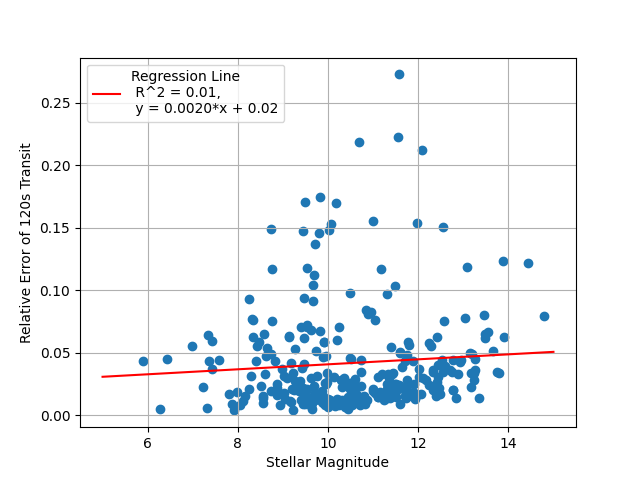 Regression Line
R^2 = 0.01,
y = 0.0020*x + 0.02
0.25
0.20
0.15
0.10
0.05
0.00
Relative Error of 120s Transit
6 8 10 12 14
Stellar Magnitude